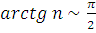 arctg n ~ π/2